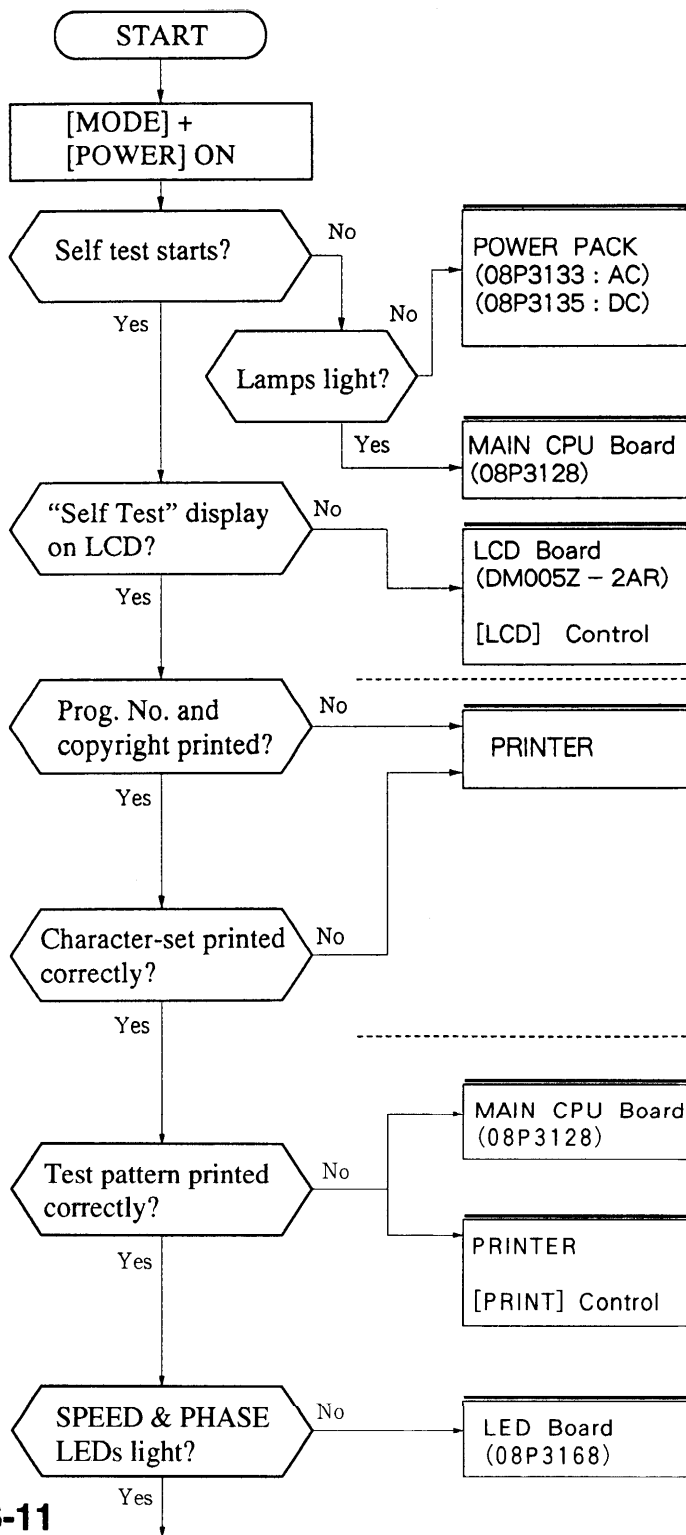 START
[MODE] +
[POWER] ON
Self test starts?
No
Yes
POWER PACK
(08P3133 : AC)
(08P3135 : DC)
Lamps light?
No
Yes
MAIN CPU Board
(08P3128)
"Self Test" display
on LCD?
No
Yes
LCD Board
(DM005Z – 2AR)
[LCD] Control
Prog. No. and
copyright printed?
No
Yes
PRINTER
Character-set printed
correctly?
No
Yes
MAIN CPU Board
(08P3128)
Test pattern printed
correctly?
No
Yes
PRINTER
[PRINT] Control
SPEED & PHASE
LEDs light?
No
Yes
LED Board
(08P3168)
-11